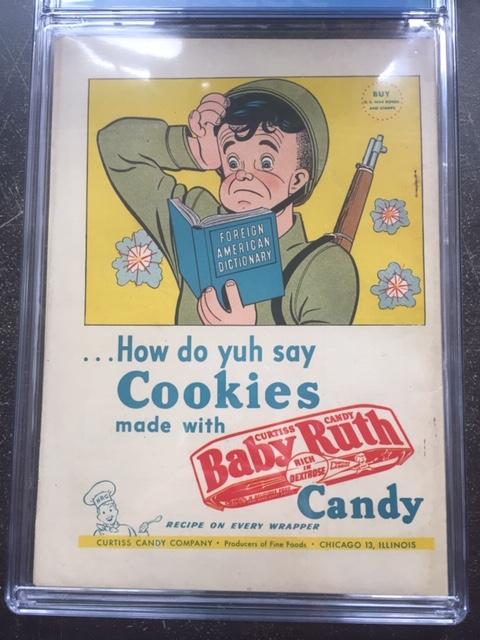 BUY
U.S. WAR BONDS
AND STAMPS
FOREIGN
AMERICAN
DICTIONARY
...How do yuh say
Cookies
made with
CURTISS CANDY
Baby Ruth
RICH
IN
DEXTROSE
Candy
RECIPE ON EVERY WRAPPER
CURTISS CANDY COMPANY • Producers of Fine Foods • CHICAGO 13, ILLINOIS